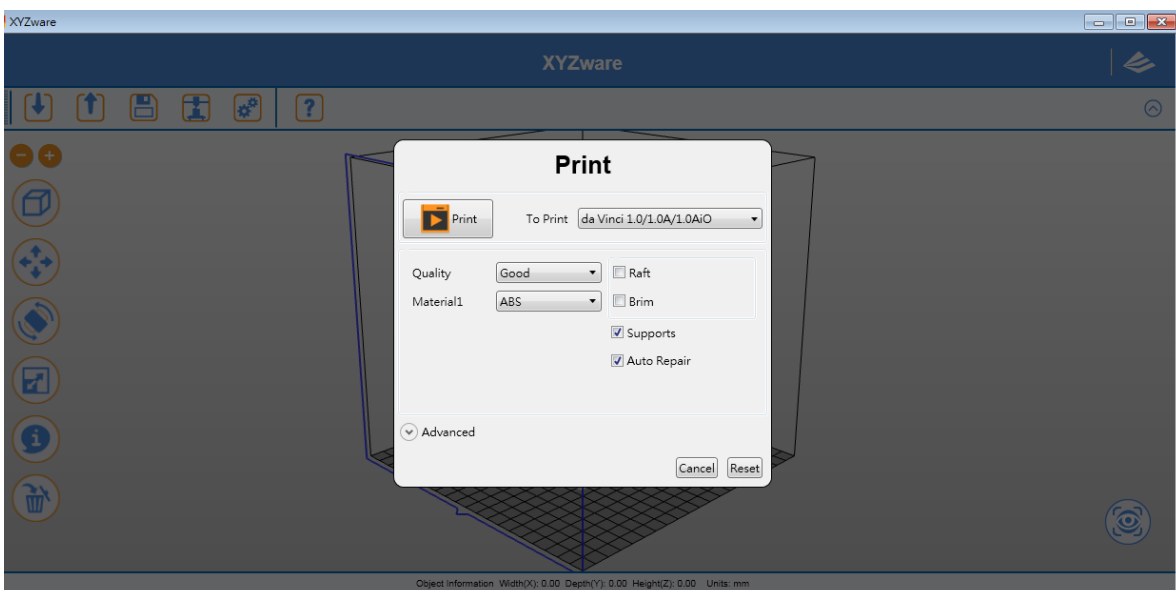 XYZware
XYZware
?
Print
Print To Print da Vinci 1.0/1.0A/1.0AiO
Quality Good Raft
Material1 ABS Brim
Supports
Auto Repair
Advanced
Cancel Reset
Object Information Width(X): 0.00 Depth(Y): 0.00 Height(Z): 0.00 Units: mm